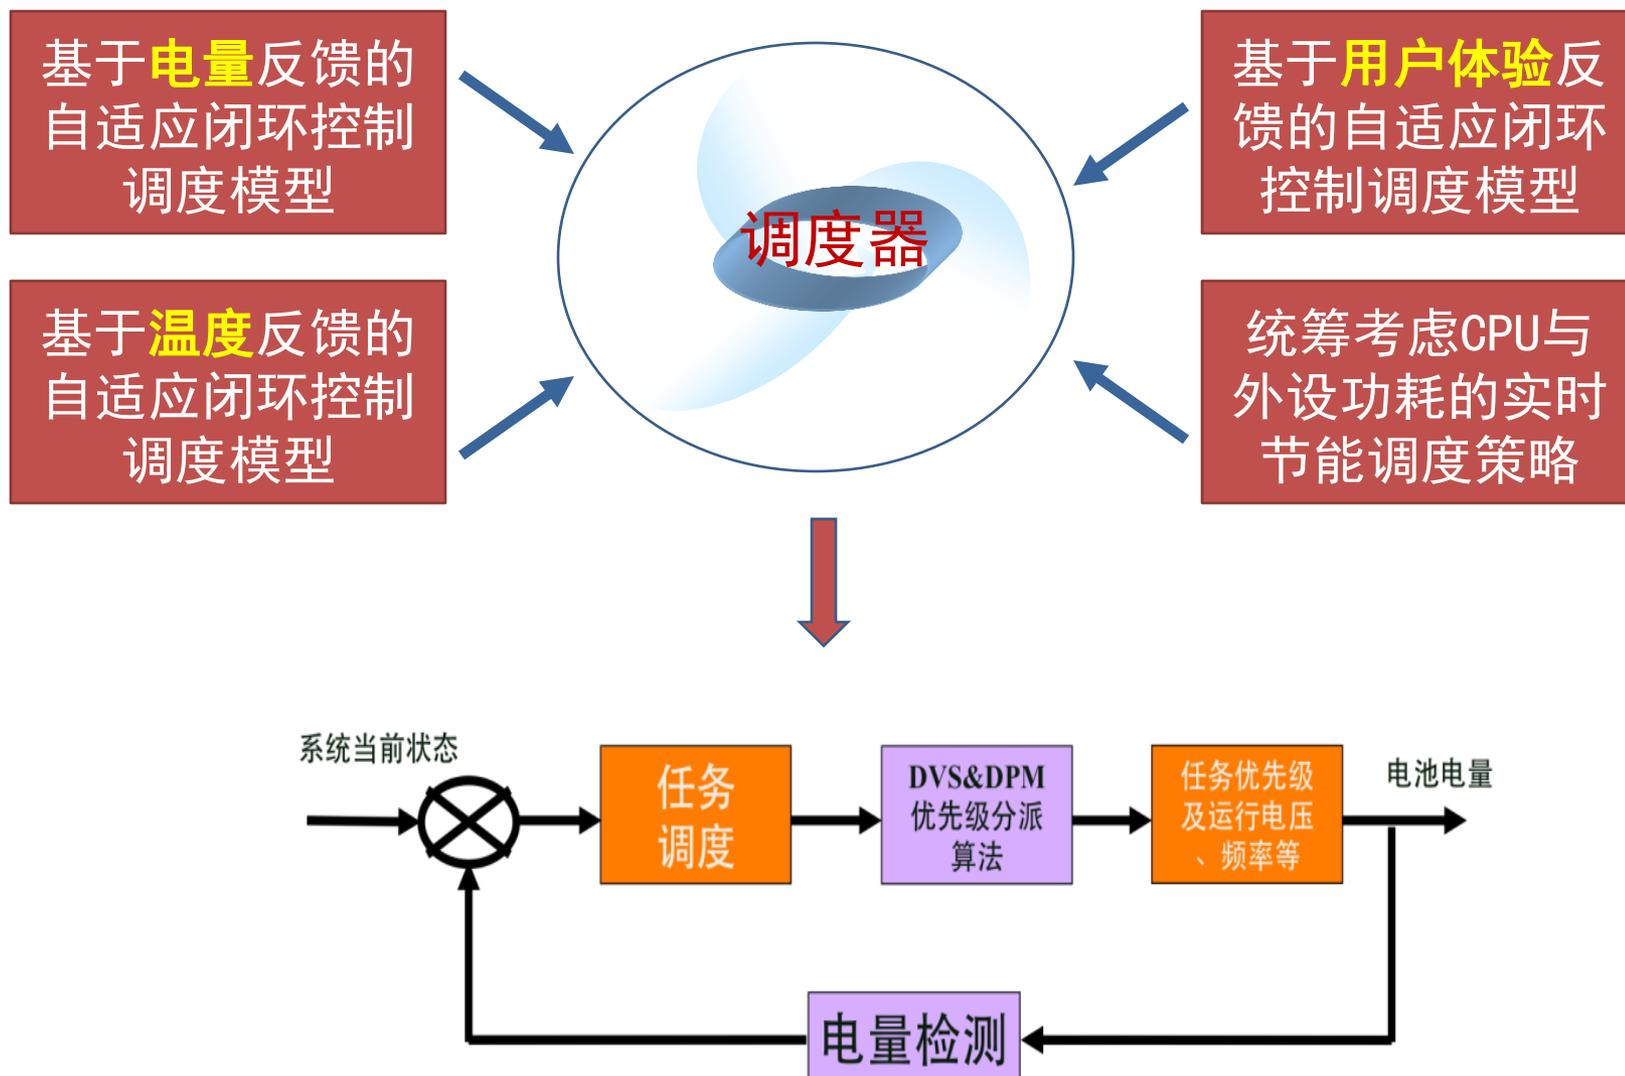 基于电量反馈的
自适应闭环控制
调度模型
基于用户体验反
馈的自适应闭环
控制调度模型
调度器
基于温度反馈的
自适应闭环控制
调度模型
统筹考虑CPU与
外设功耗的实时
节能调度策略
系统当前状态
任务
调度
DVS&DPM
优先级分派
算法
任务优先级
及运行电压
、频率等
电池电量
电量检测